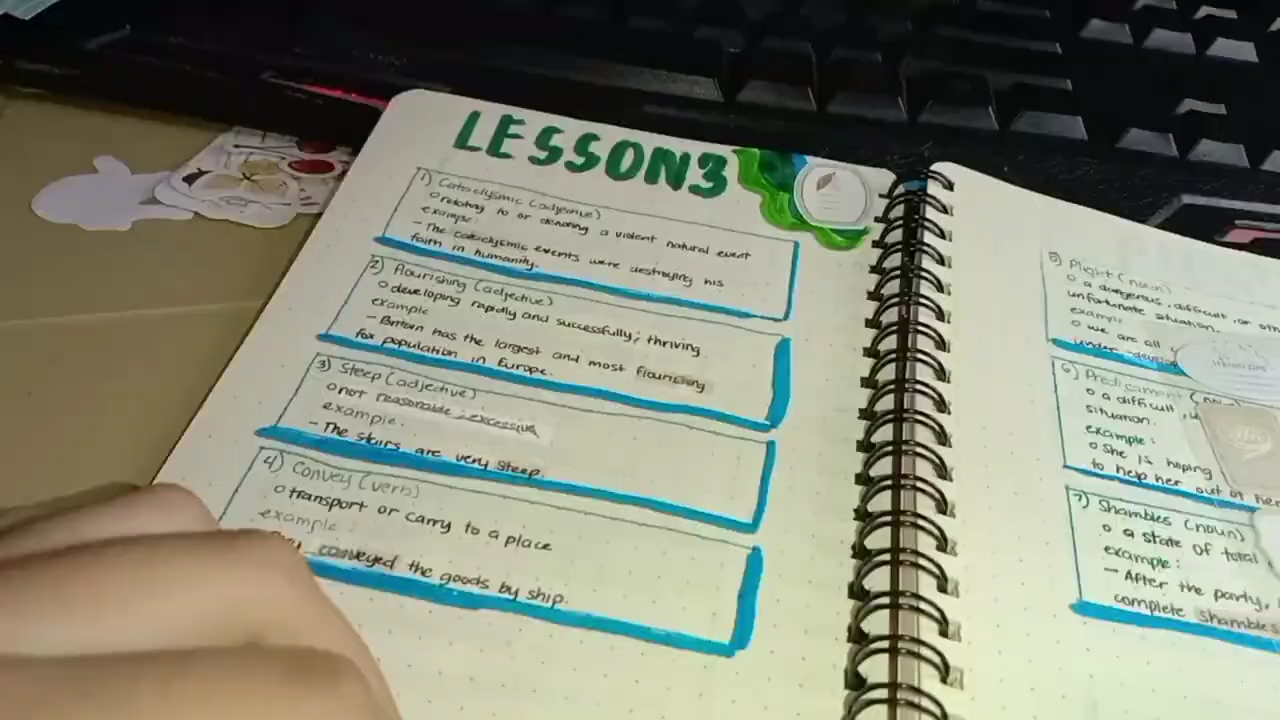 LESSON3
1) Cataclysmic (adjective)
o relating to or denoting a violent natural event
example:
- The cataclysmic events were destroying his
faith in humanity.
2) flourishing (adjective)
o developing rapidly and successfully; thriving
example
- Britain has the largest and most flourishing
for population in Europe.
3) Steep (adjective)
o not reasonable; excessive
example:
- The stairs are very steep.
4) Convey (verb)
o transport or carry to a place
example:
conveyed the goods by ship.
5) Plight (noun)
o a dangerous, difficult, or
unfortunate situation.
example
o we are all
under
6) Predicament
o a difficult,
situation.
example:
o She is hoping
to help her out of
7) Shambles (noun)
o a state of total
example:
- After the party,
complete shambles